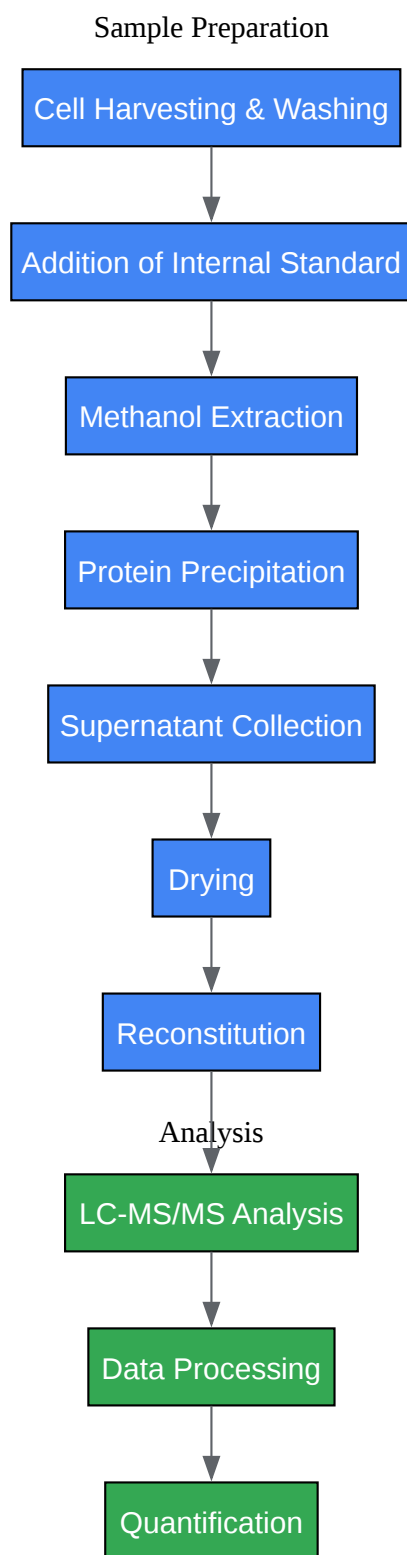 Sample Preparation
Cell Harvesting & Washing
Addition of Internal Standard
Methanol Extraction
Protein Precipitation
Supernatant Collection
Drying
Reconstitution
Analysis
LC-MS/MS Analysis
Data Processing
Quantification